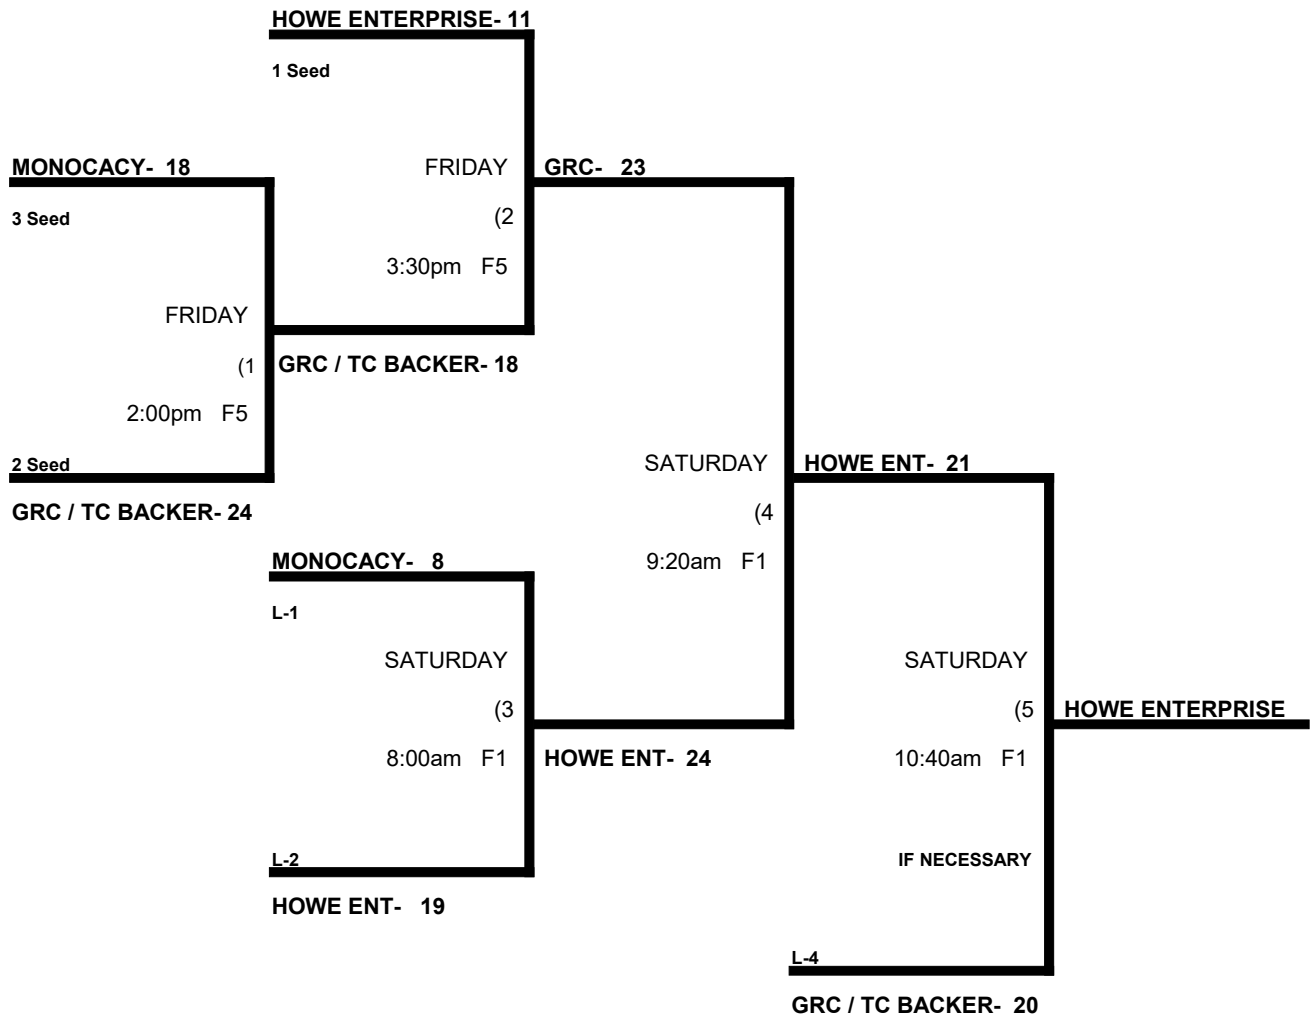 HOWE ENTERPRISE- 11
1 Seed
MONOCACY- 18
FRIDAY
GRC- 23
3 Seed
(2
3:30pm F5
FRIDAY
(1
GRC / TC BACKER- 18
2:00pm F5
2 Seed
SATURDAY
HOWE ENT- 21
GRC / TC BACKER- 24
(4
MONOCACY- 8
9:20am F1
L-1
SATURDAY
SATURDAY
(3
(5
HOWE ENTERPRISE
8:00am F1
HOWE ENT- 24
10:40am F1
L-2
IF NECESSARY
HOWE ENT- 19
L-4
GRC / TC BACKER- 20